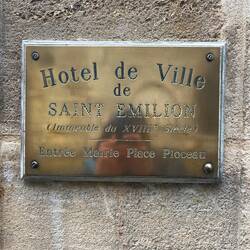 Hotel de Ville
de
SAINT EMILION
(Immeuble du XVIIIe Siècle)
Entrée Mairie Place Pioceau